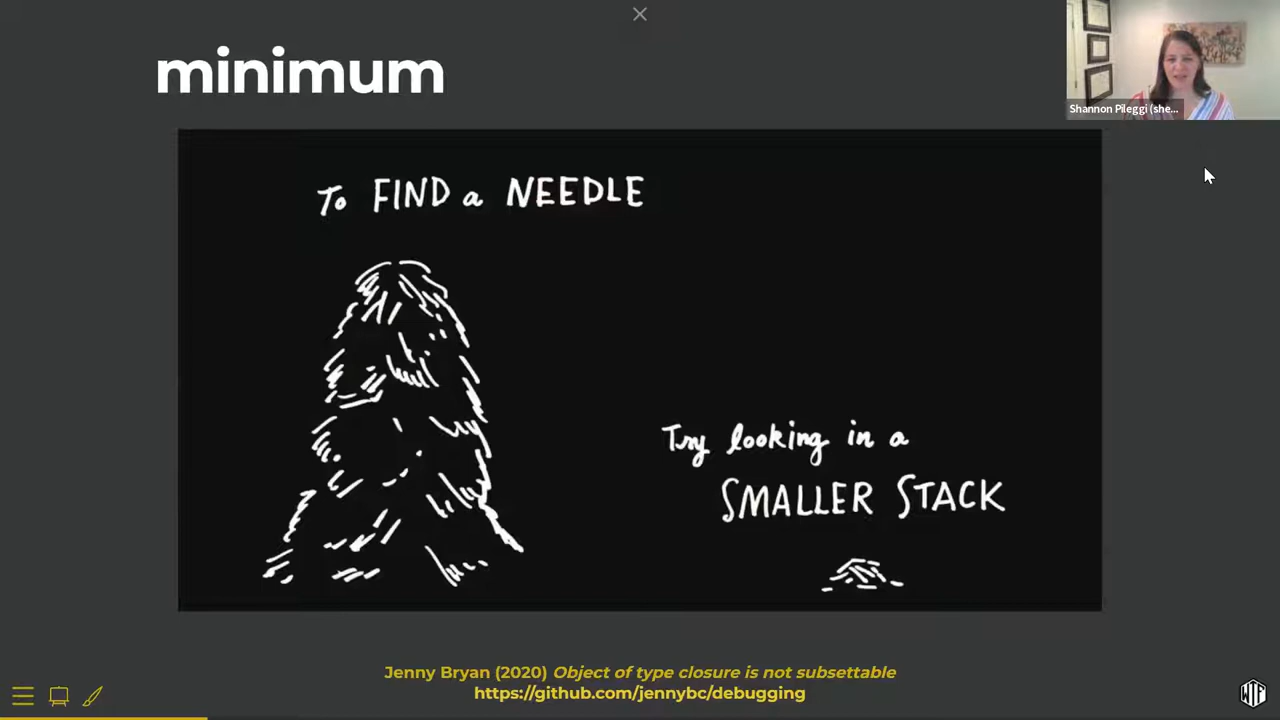 minimum
Shannon Pileggi (she...
To FIND a NEEDLE
Try looking in a
SMALLER STACK
Jenny Bryan (2020) Object of type closure is not subsettable
https://github.com/jennybc/debugging
WTF